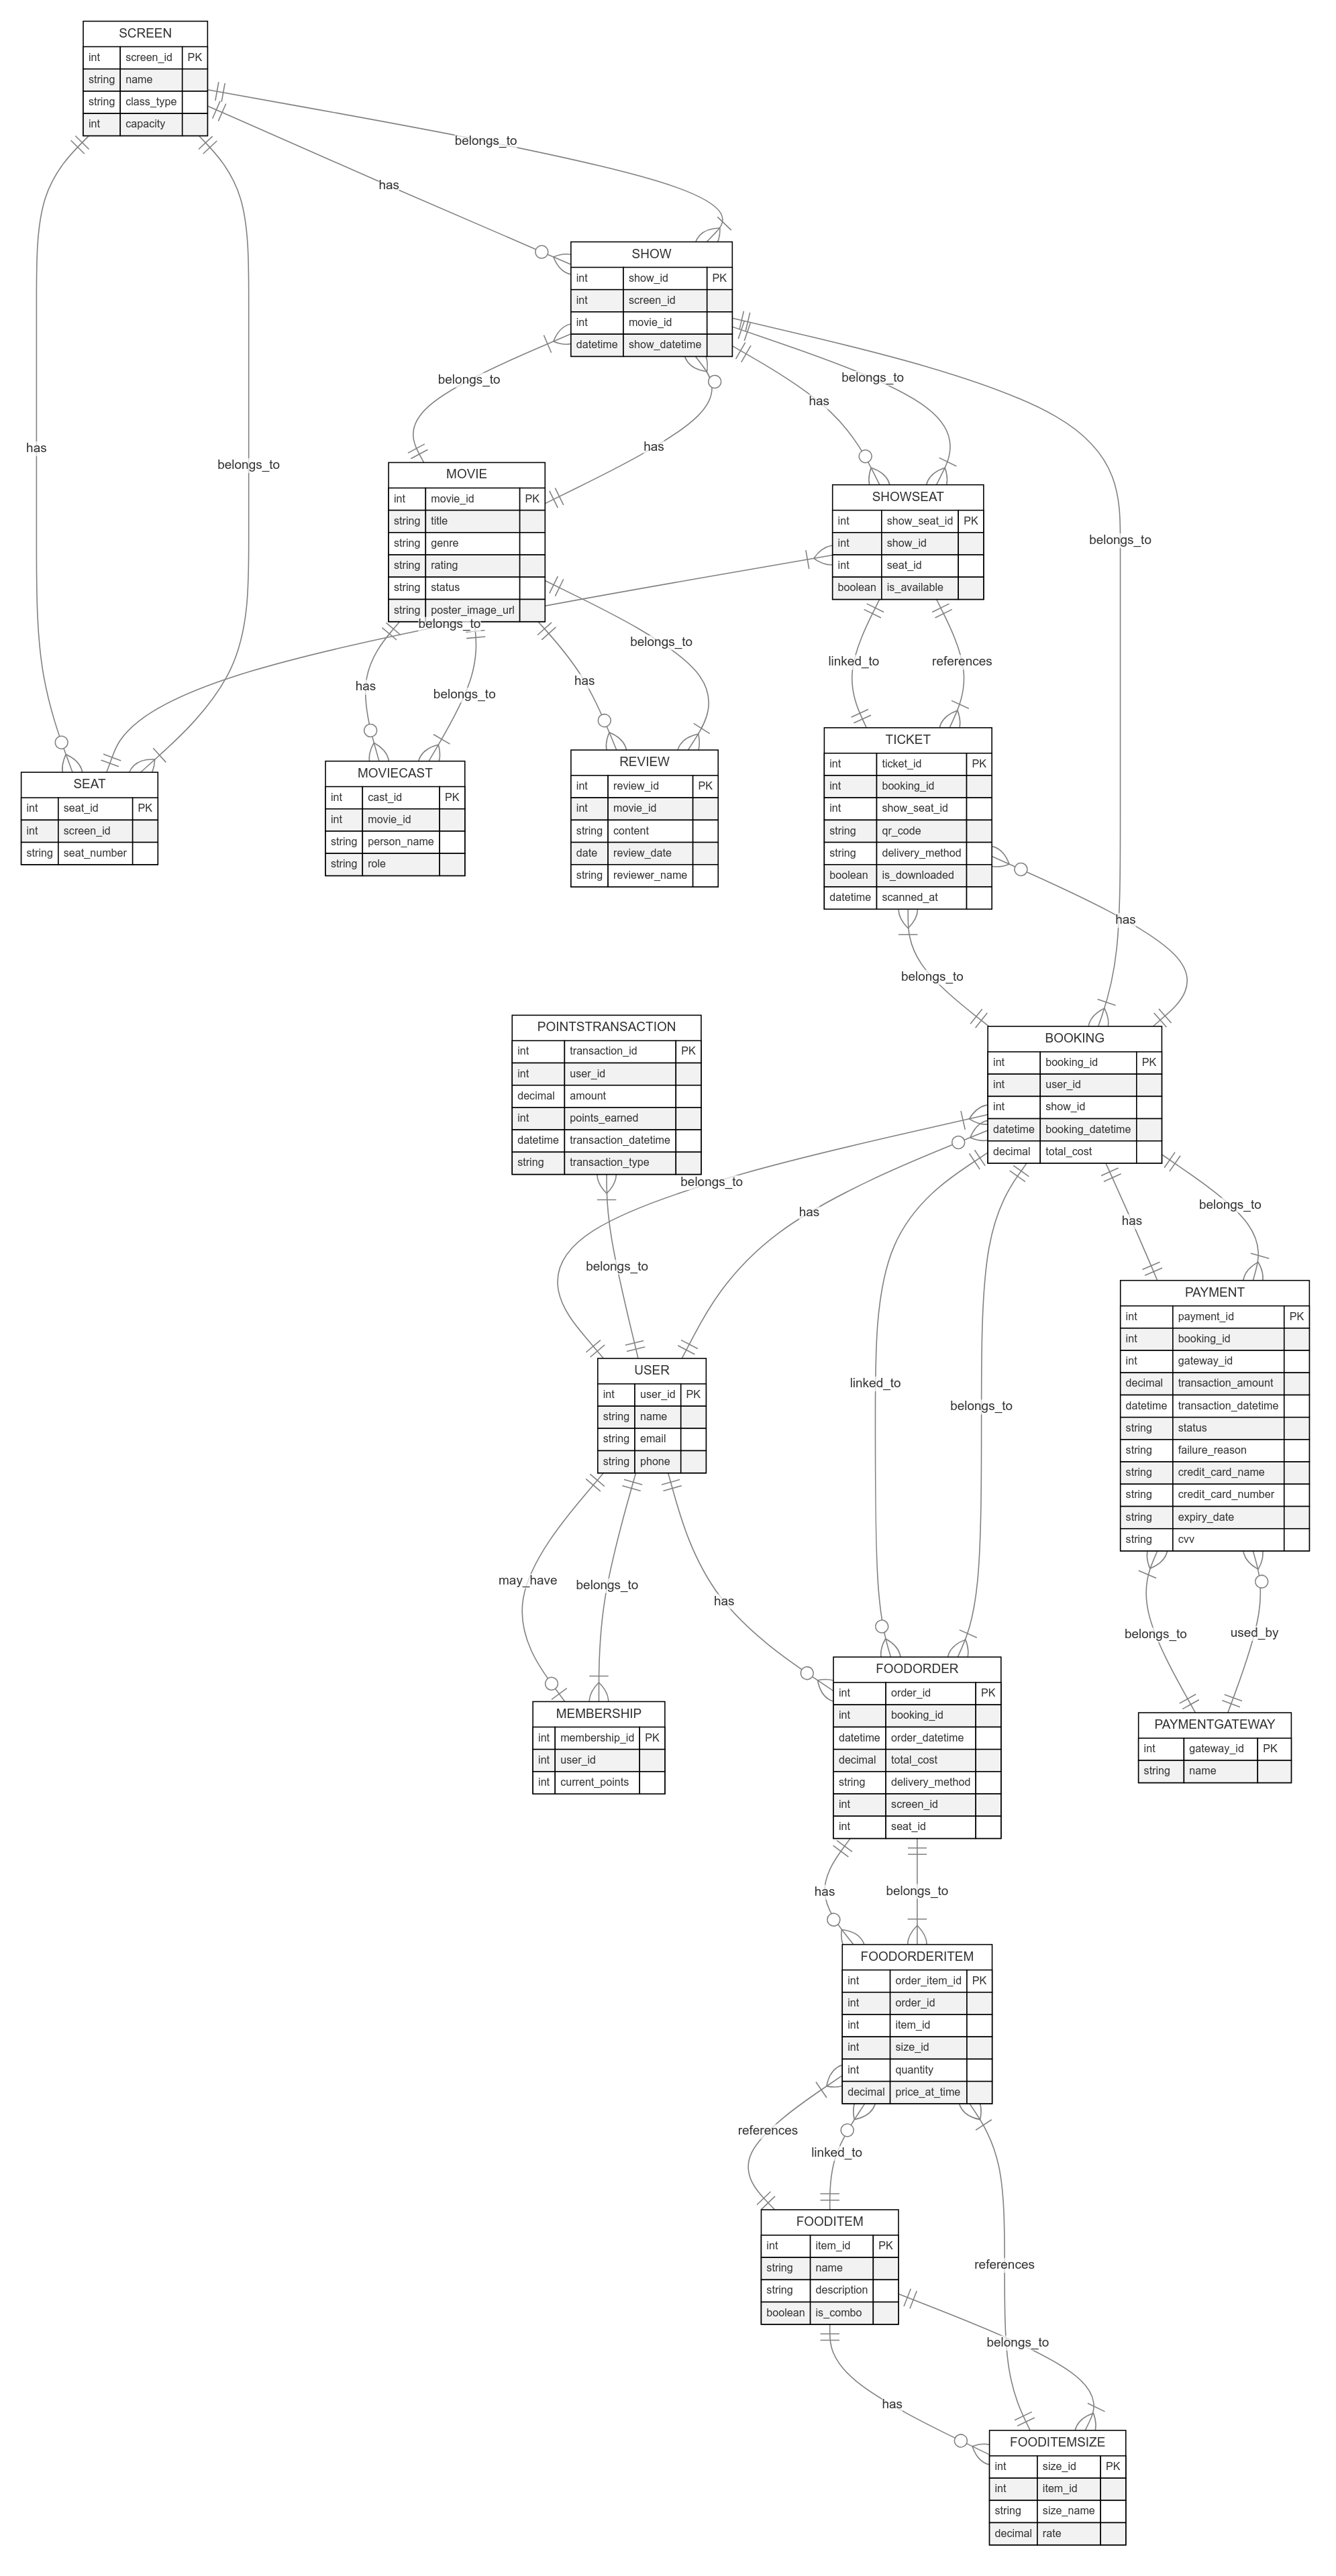 SCREEN
int screen_id PK
string name
string class_type
int capacity
belongs_to
has
SHOW
int show_id PK
int screen_id
int movie_id
datetime show_datetime
belongs_to
belongs_to
has
has
has
belongs_to
MOVIE
int movie_id PK
string title
string genre
string rating
string status
string poster_image_url
SHOWSEAT
int show_seat_id PK
int show_id
int seat_id
boolean is_available
belongs_to
belongs_to
belongs_to
linked_to
references
has
has
belongs_to
SEAT
int seat_id PK
int screen_id
string seat_number
MOVIECAST
int cast_id PK
int movie_id
string person_name
string role
REVIEW
int review_id PK
int movie_id
string content
date review_date
string reviewer_name
TICKET
int ticket_id PK
int booking_id
int show_seat_id
string qr_code
string delivery_method
boolean is_downloaded
datetime scanned_at
has
belongs_to
POINTSTRANSACTION
int transaction_id PK
int user_id
decimal amount
int points_earned
datetime transaction_datetime
string transaction_type
BOOKING
int booking_id PK
int user_id
int show_id
datetime booking_datetime
decimal total_cost
belongs_to
has
has
belongs_to
belongs_to
PAYMENT
int payment_id PK
int booking_id
int gateway_id
decimal transaction_amount
datetime transaction_datetime
string status
string failure_reason
string credit_card_name
string credit_card_number
string expiry_date
string cvv
USER
int user_id PK
string name
string email
string phone
linked_to
belongs_to
may_have
belongs_to
has
belongs_to
used_by
MEMBERSHIP
int membership_id PK
int user_id
int current_points
FOODORDER
int order_id PK
int booking_id
datetime order_datetime
decimal total_cost
string delivery_method
int screen_id
int seat_id
PAYMENTGATEWAY
int gateway_id PK
string name
has
belongs_to
FOODORDERITEM
int order_item_id PK
int order_id
int item_id
int size_id
int quantity
decimal price_at_time
references
linked_to
FOODITEM
int item_id PK
string name
string description
boolean is_combo
references
belongs_to
has
FOODITEMSIZE
int size_id PK
int item_id
string size_name
decimal rate